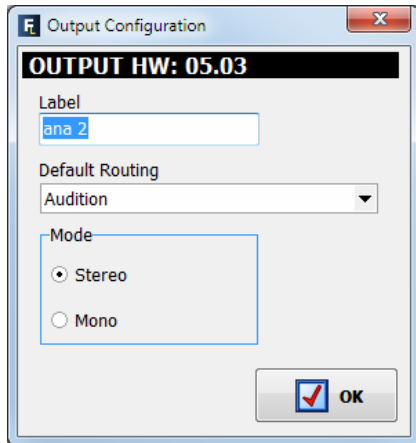 Output Configuration
OUTPUT HW: 05.03
Label
ana 2
Default Routing
Audition
Mode
Stereo
Mono
OK